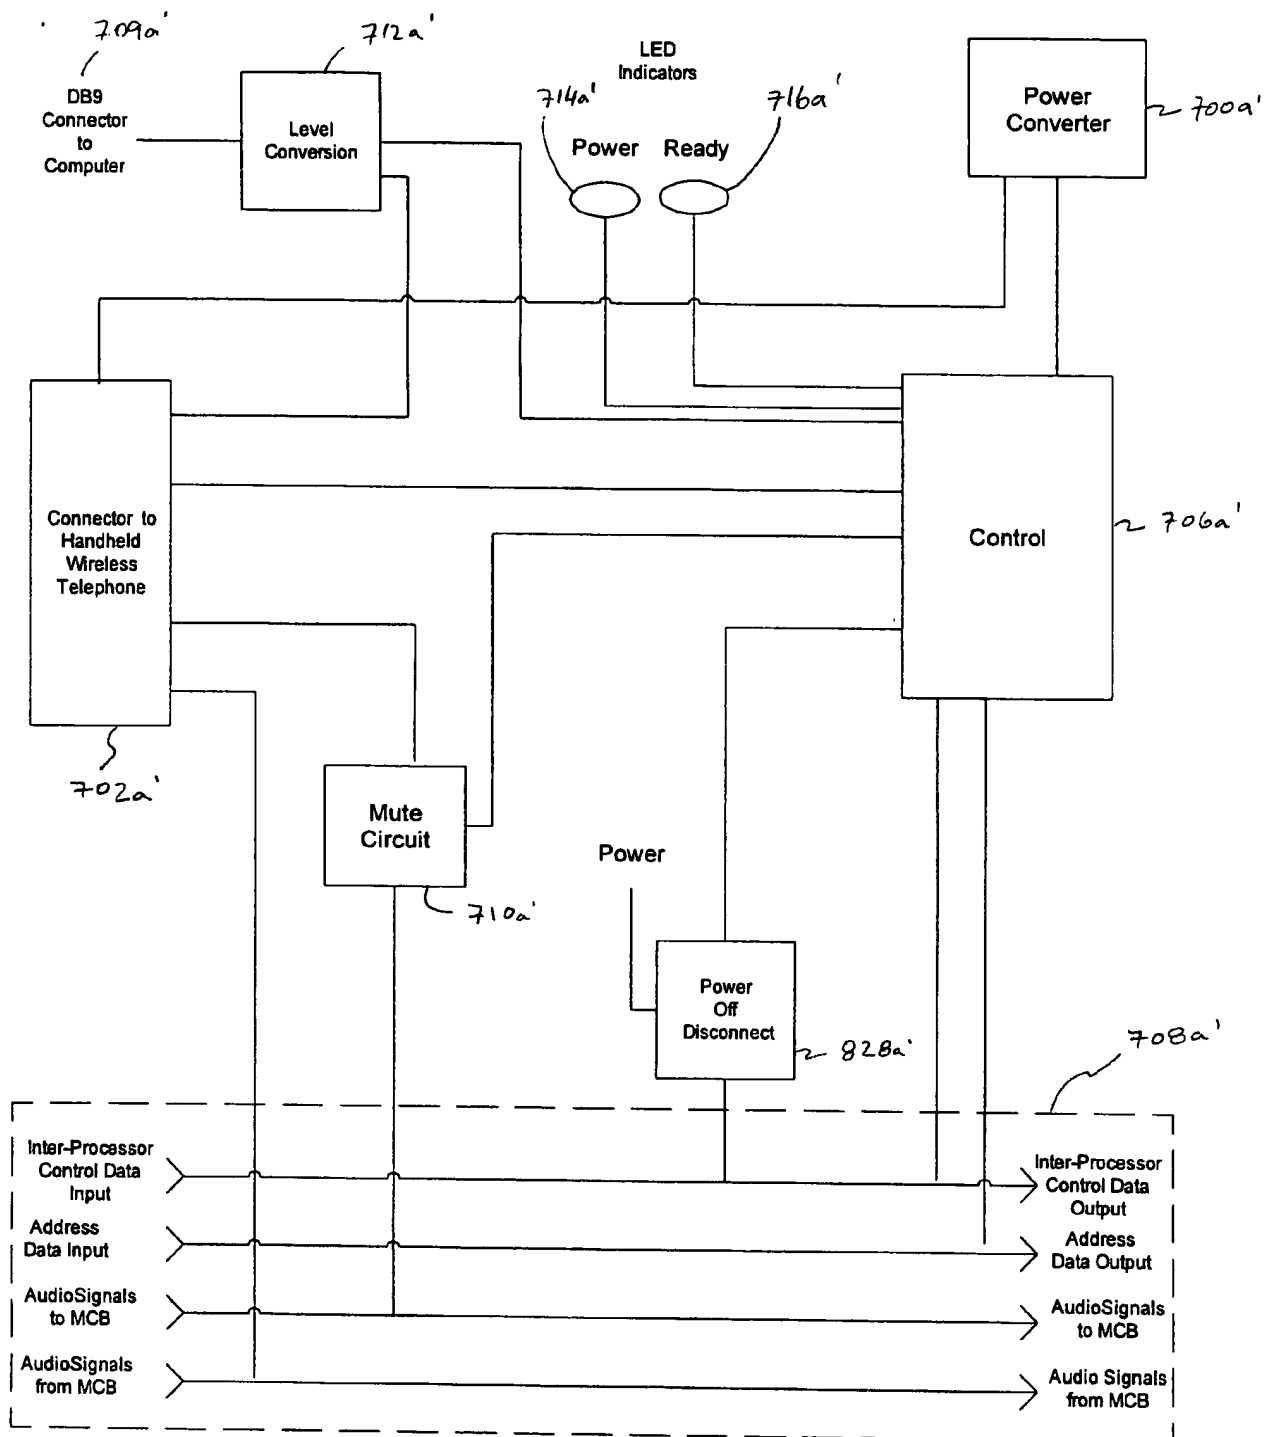 709a'
712a'
LED
Indicators
714a'
716a'
Power
Converter
700a'
DB9
Connector
to
Computer
Level
Conversion
Power
Ready
Connector to
Handheld
Wireless
Telephone
Control
706a'
702a'
Mute
Circuit
710a'
Power
Power
Off
Disconnect
828a'
708a'
Inter-Processor
Control Data
Input
Inter-Processor
Control Data
Output
Address
Data Input
Address
Data Output
AudioSignals
to MCB
AudioSignals
to MCB
AudioSignals
from MCB
Audio Signals
from MCB